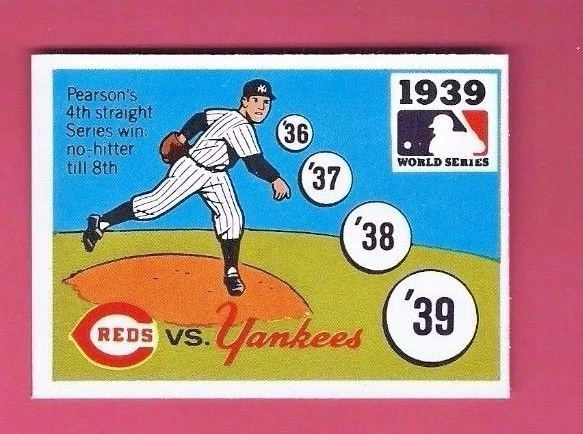 Pearson's
4th straight
Series win:
no-hitter
till 8th
NY
'36
'37
'38
'39
1939
WORLD SERIES
REDS VS. Yankees